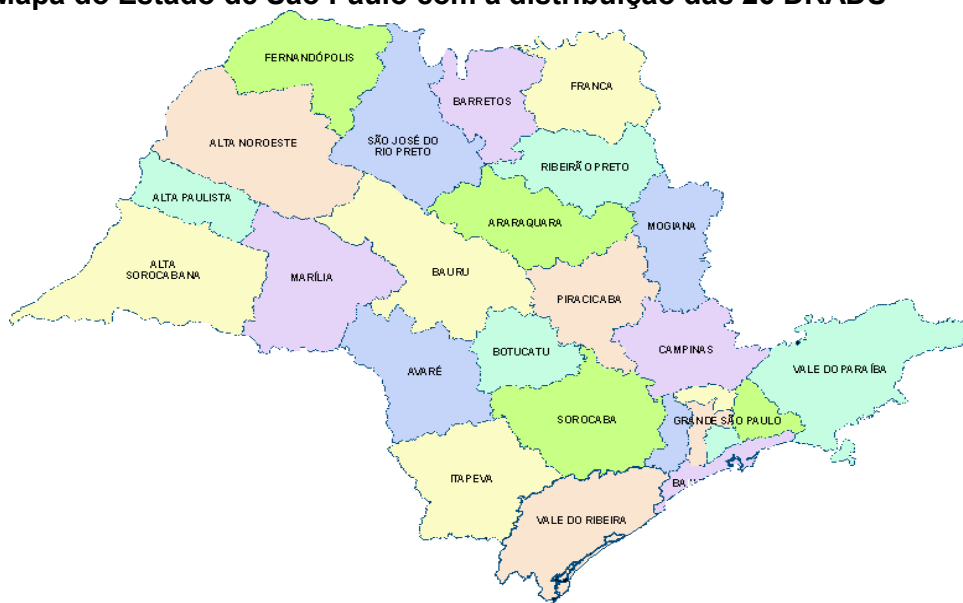 Mapa do Estado de São Paulo com a distribuição das 26 DRADS
FERNANDÓPOLIS
FRANCA
BARRETOS
ALTA NOROESTE
SÃO JOSÉ DO
RIO PRETO
RIBEIRÃO PRETO
ALTA PAULISTA
ARARAQUARA
MOGIANA
ALTA
SOROCABANA
MARÍLIA
BAURU
PIRACICABA
BOTUCATU
CAMPINAS
AVARÉ
VALE DO PARAÍBA
SOROCABA
GRANDE SÃO PAULO
ITAPEVA
BA
VALE DO RIBEIRA